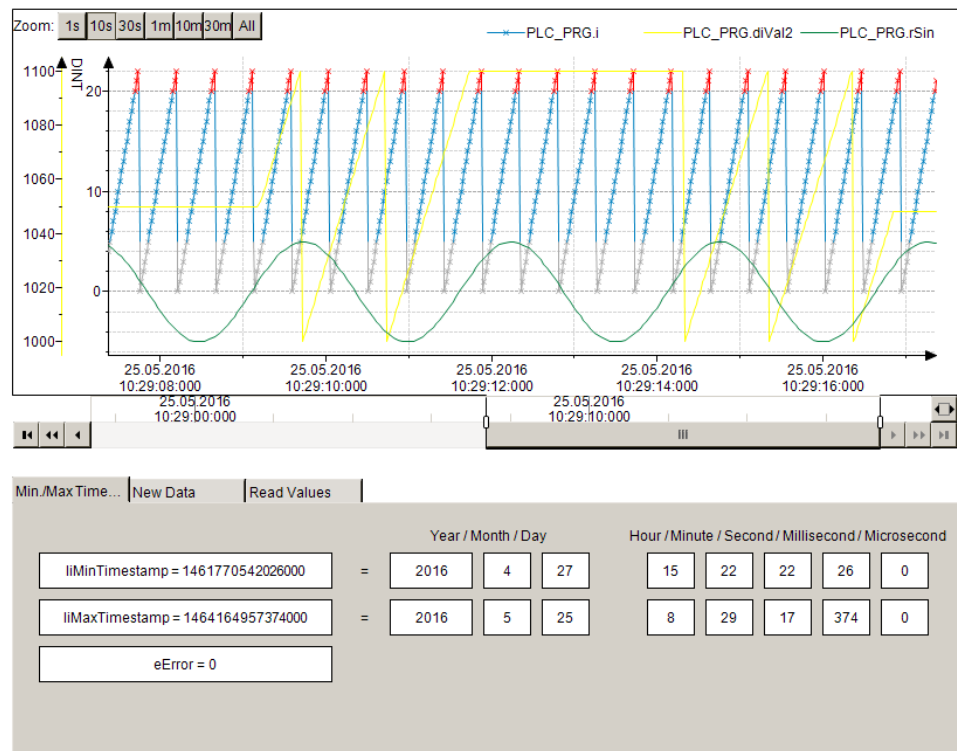 Zoom: 1s 10s 30s 1m 10m 30m All
PLC_PRG.i PLC_PRG.diVal2 PLC_PRG.rSin
DINT
1100
1080
1060
1040
1020
1000
20
10
0
25.05.2016 25.05.2016 25.05.2016 25.05.2016 25.05.2016
10:29:08:000 10:29:10:000 10:29:12:000 10:29:14:000 10:29:16:000
25.05.2016 25.05.2016
10:29:00:000 10:29:10:000
Min./Max Time... New Data Read Values
Year / Month / Day Hour / Minute / Second / Millisecond / Microsecond
liMinTimestamp = 1461770542026000 = 2016 4 27 15 22 22 26 0
liMaxTimestamp = 1464164957374000 = 2016 5 25 8 29 17 374 0
eError = 0